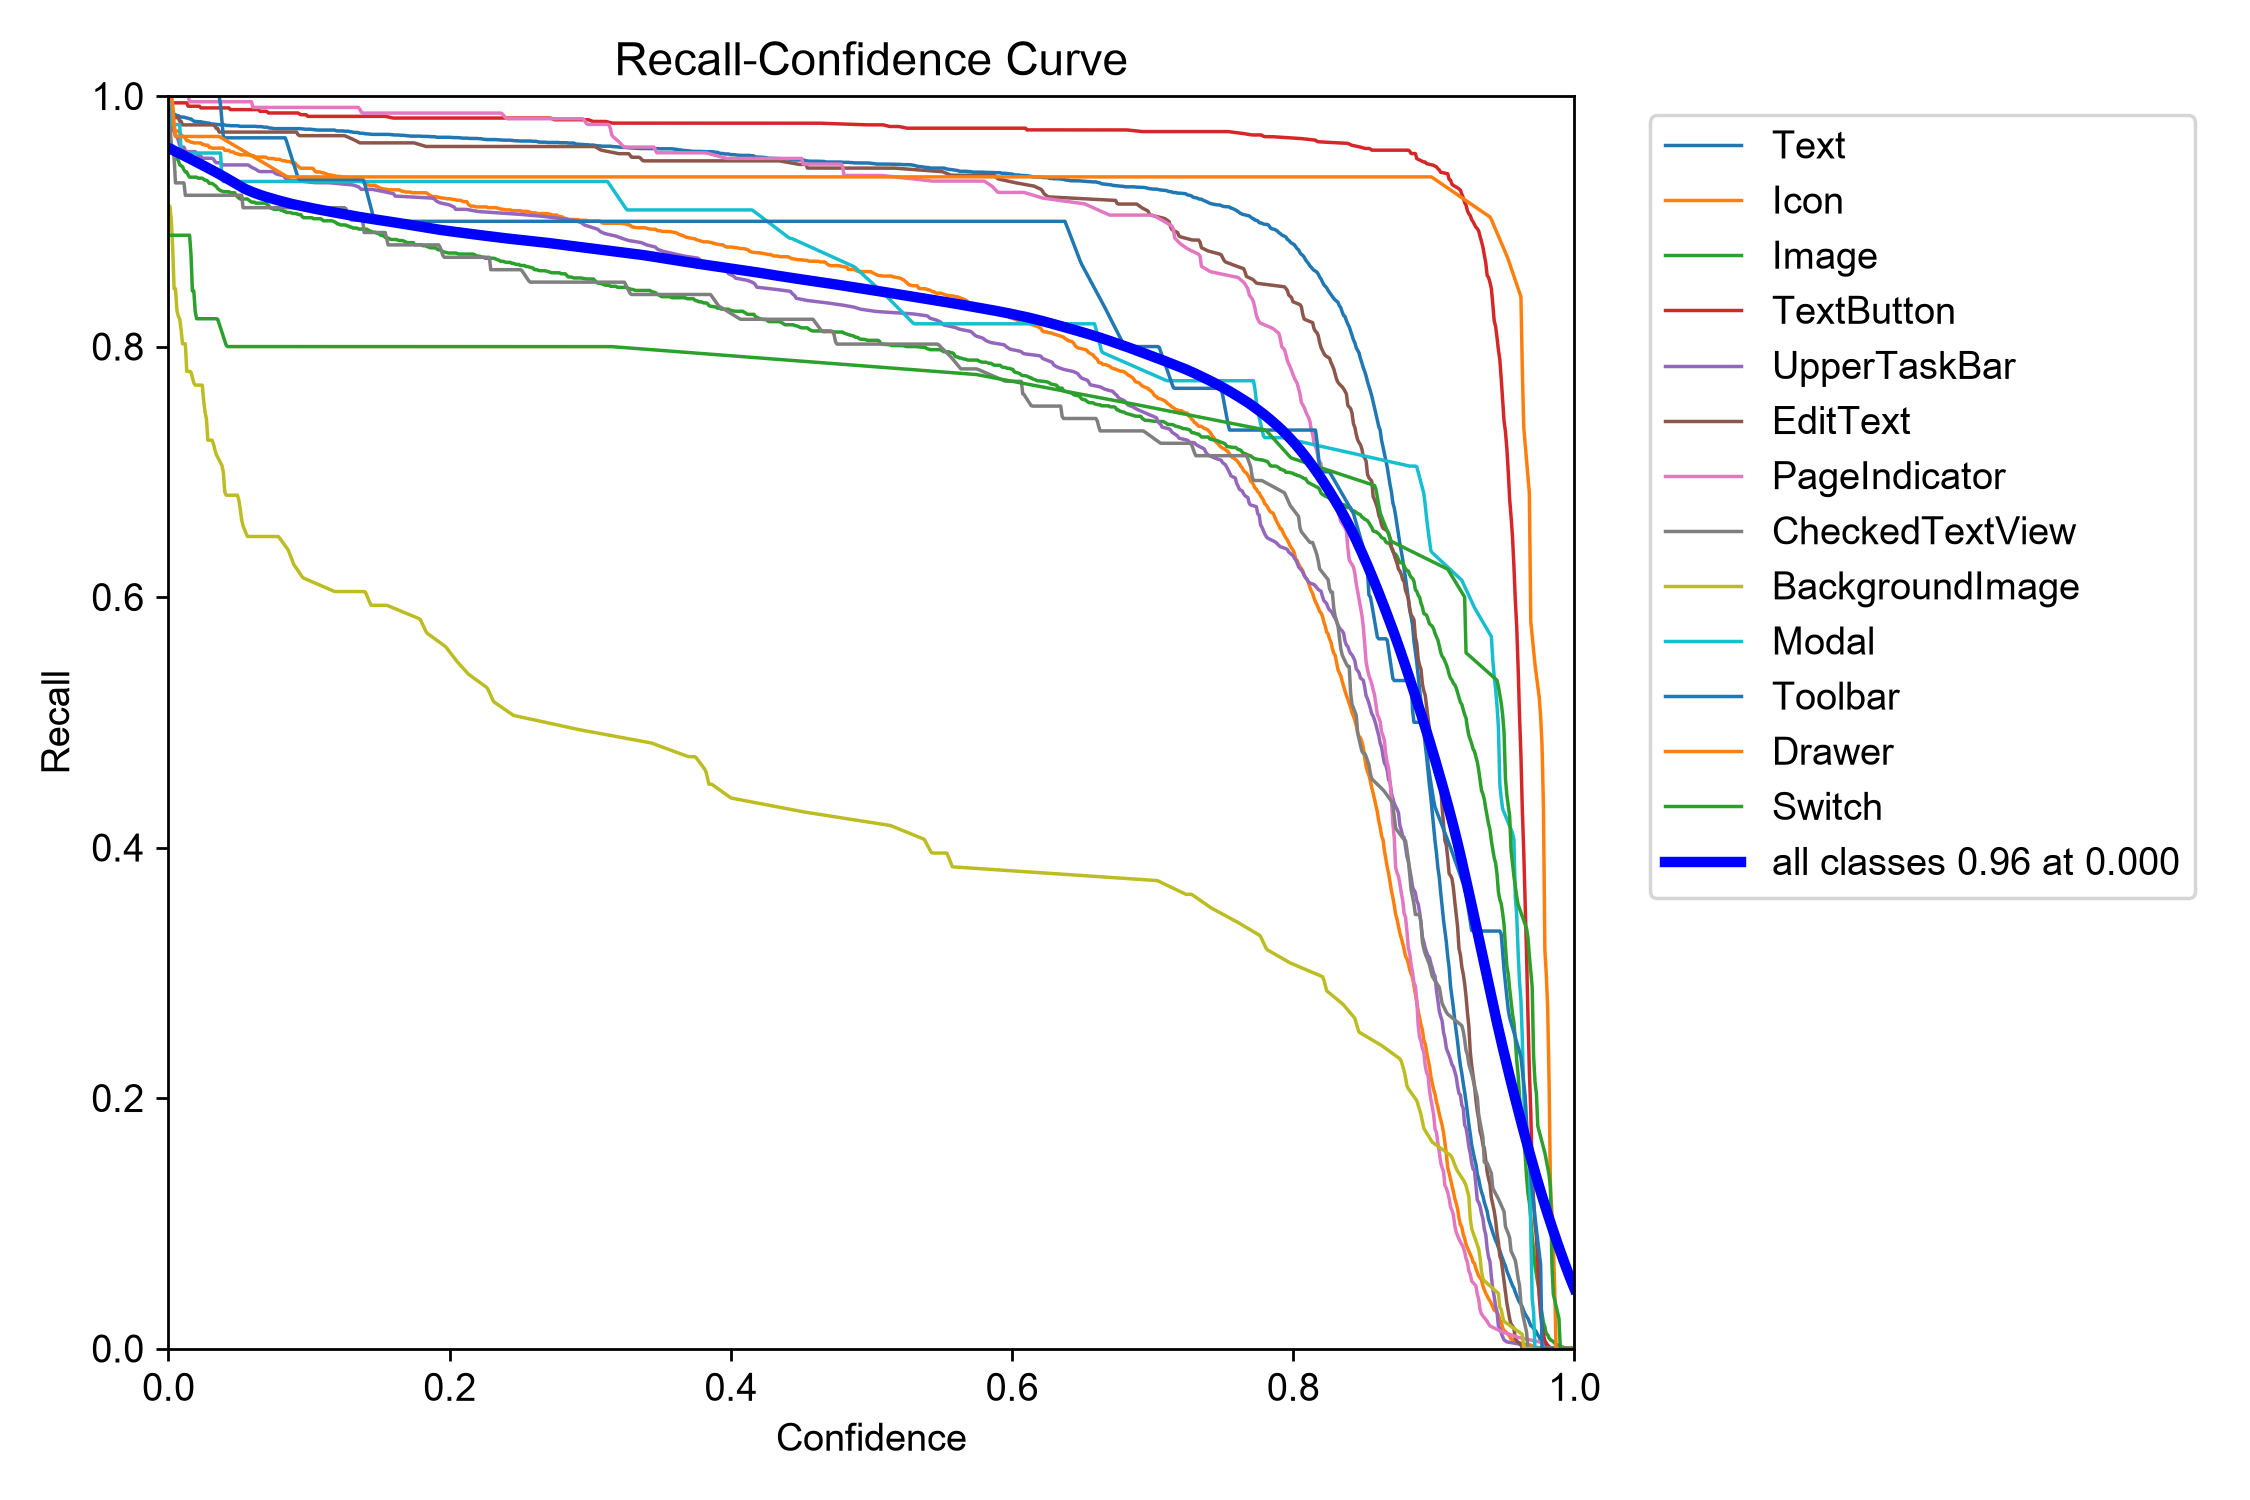 Recall-Confidence Curve
1.0
0.8
0.6
0.4
0.2
0.0
Recall
0.0 0.2 0.4 0.6 0.8 1.0
Confidence
Text
Icon
Image
TextButton
UpperTaskBar
EditText
PageIndicator
CheckedTextView
BackgroundImage
Modal
Toolbar
Drawer
Switch
all classes 0.96 at 0.000